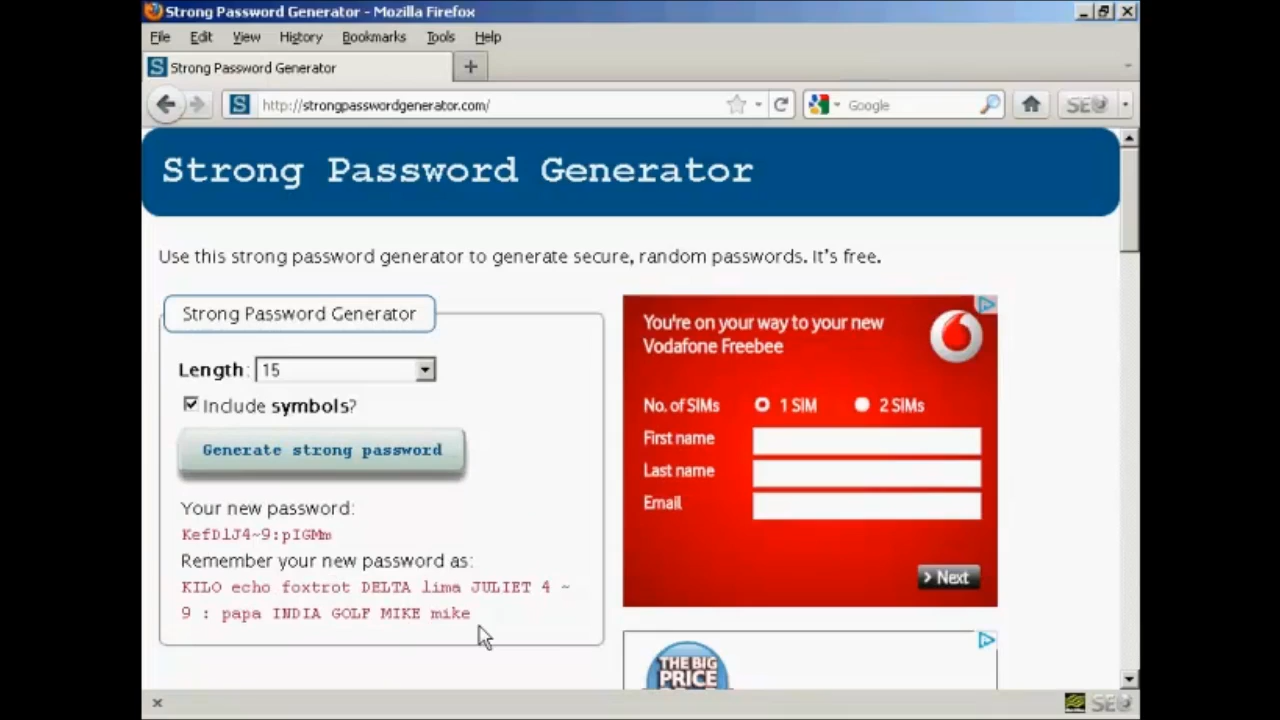 Strong Password Generator - Mozilla Firefox
File Edit View History Bookmarks Tools Help
Strong Password Generator
http://strongpasswordgenerator.com/
Google
SEO
Strong Password Generator
Use this strong password generator to generate secure, random passwords. It's free.
Strong Password Generator
Length: 15
Include symbols?
Generate strong password
Your new password:
KefDlJ4~9:pIGMm
Remember your new password as:
KILO echo foxtrot DELTA lima JULIET 4 ~
9 : papa INDIA GOLF MIKE mike
You're on your way to your new
Vodafone Freebee
No. of SIMs 1 SIM 2 SIMs
First name
Last name
Email
> Next
THE BIG
PRICE
SEO